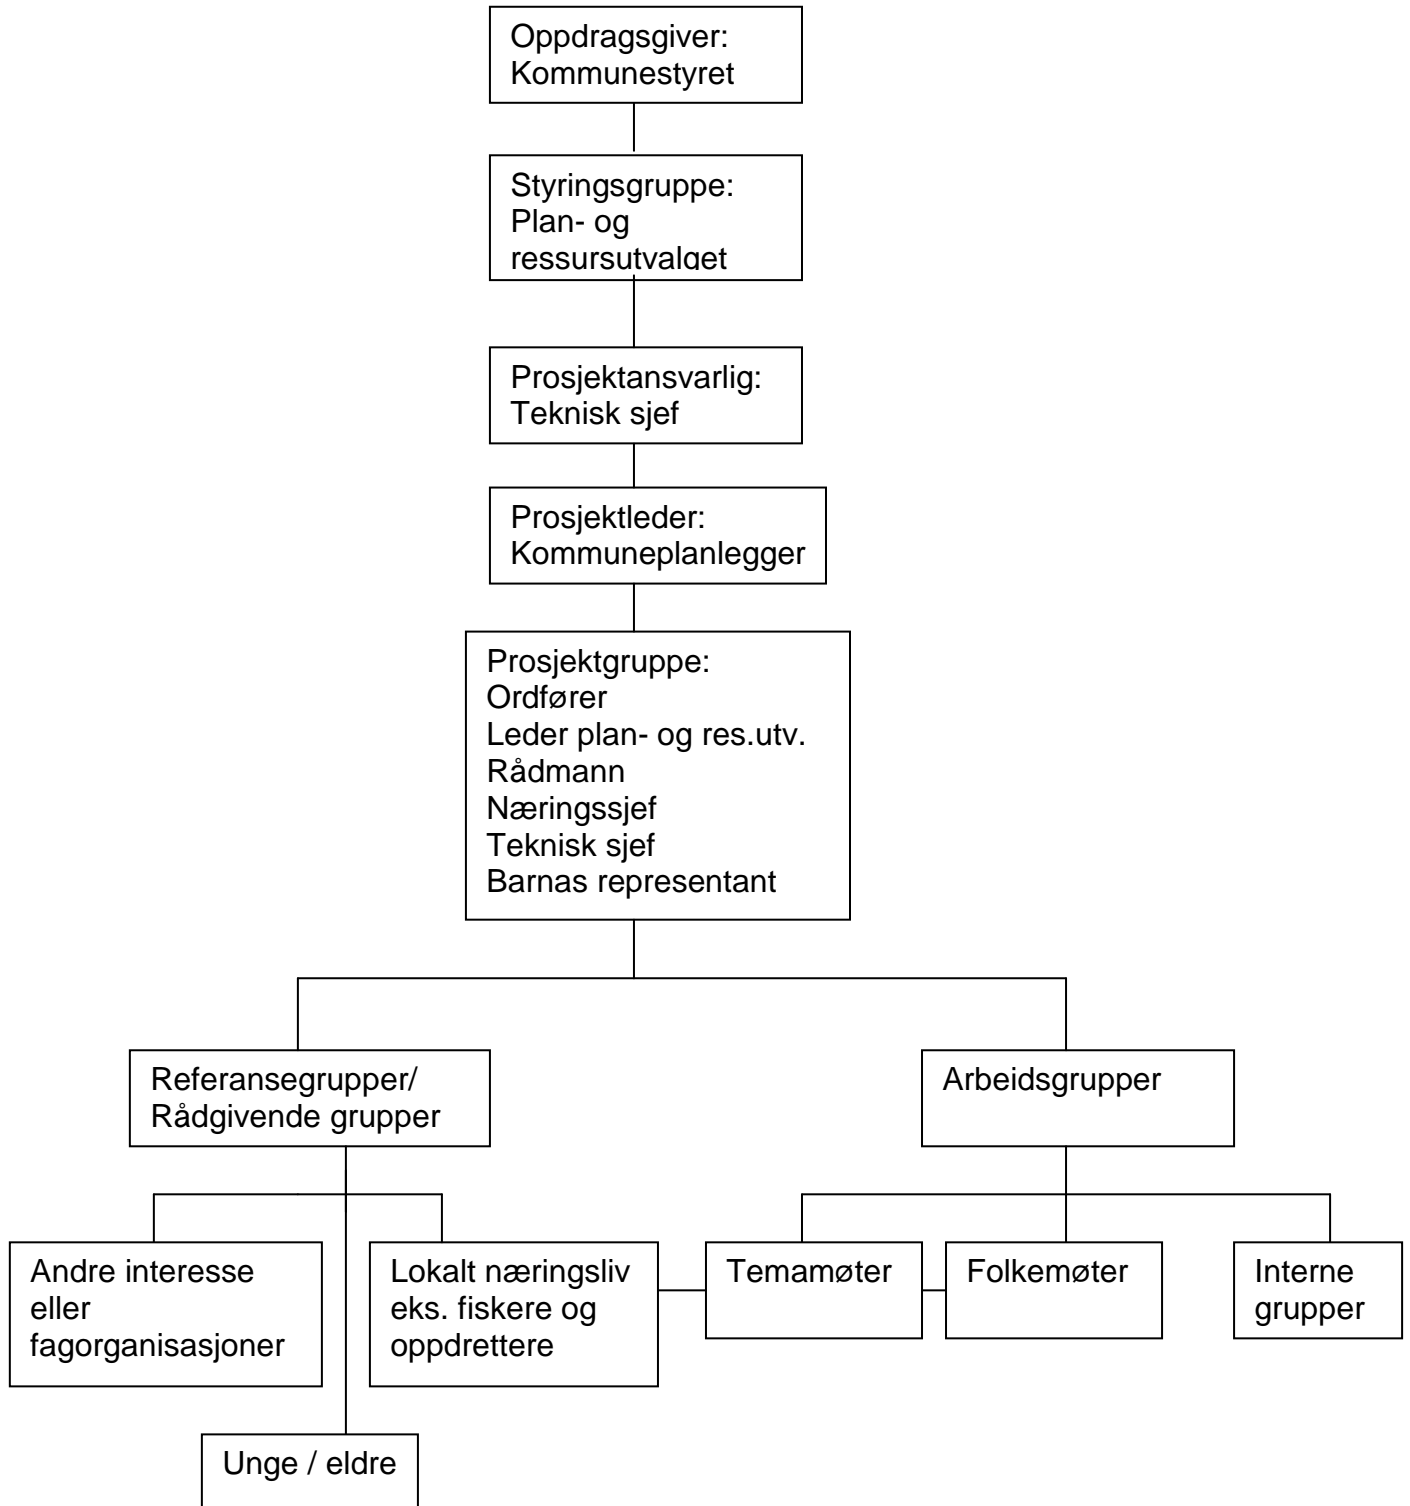 Oppdragsgiver:
Kommunestyret
Styringsgruppe:
Plan- og
ressursutvalget
Prosjektansvarlig:
Teknisk sjef
Prosjektleder:
Kommuneplanlegger
Prosjektgruppe:
Ordfører
Leder plan- og res.utv.
Rådmann
Næringssjef
Teknisk sjef
Barnas representant
Referansegrupper/
Rådgivende grupper
Arbeidsgrupper
Andre interesse
eller
fagorganisasjoner
Lokalt næringsliv
eks. fiskere og
oppdrettere
Temamøter
Folkemøter
Interne
grupper
Unge / eldre